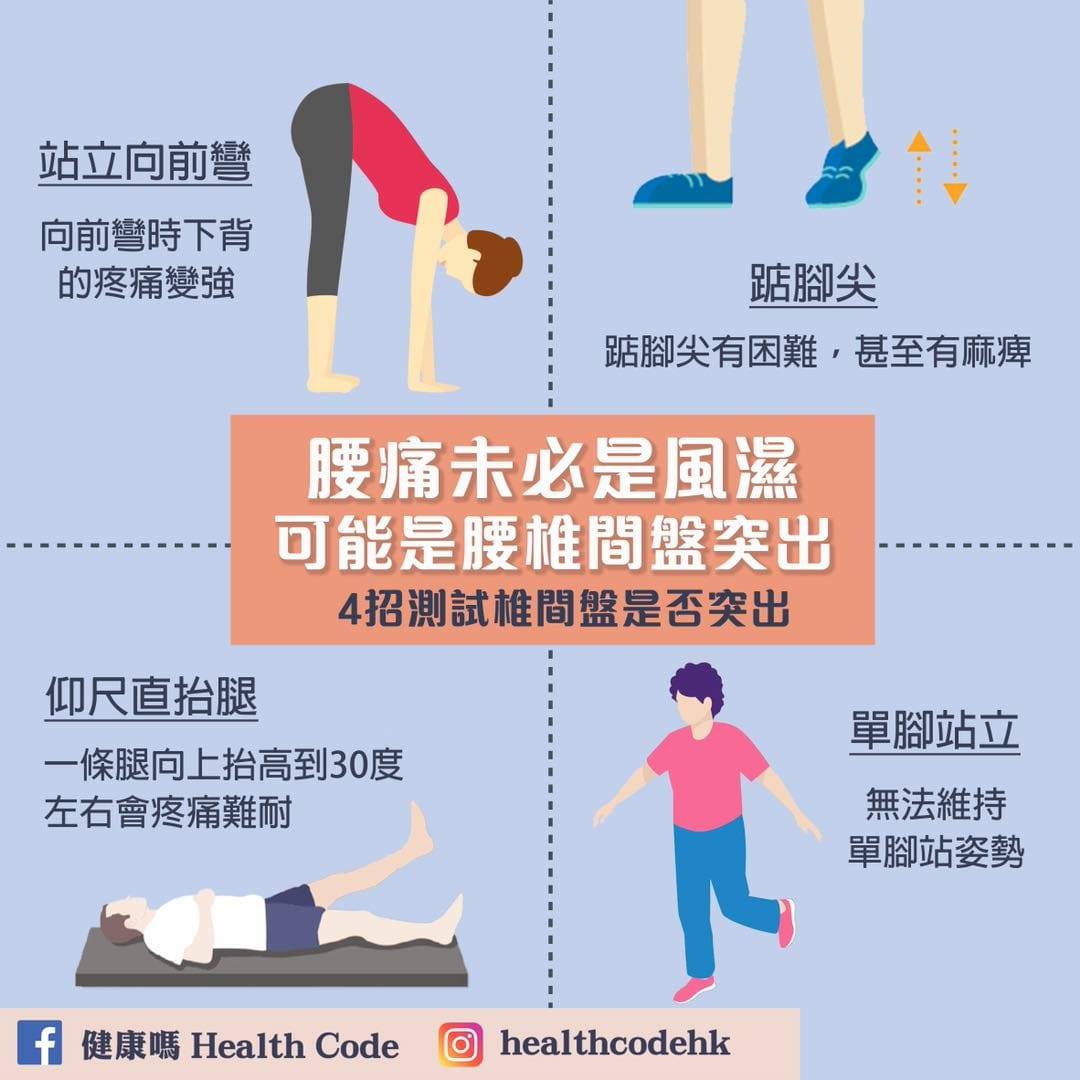 站立向前彎
向前彎時下背
的疼痛變強
踮腳尖
踮腳尖有困難，甚至有麻痺
腰痛未必是風濕
可能是腰椎間盤突出
4招測試椎間盤是否突出
仰尺直抬腿
一條腿向上抬高到30度
左右會疼痛難耐
單腳站立
無法維持
單腳站姿勢
健康嗎 Health Code
healthcodehk